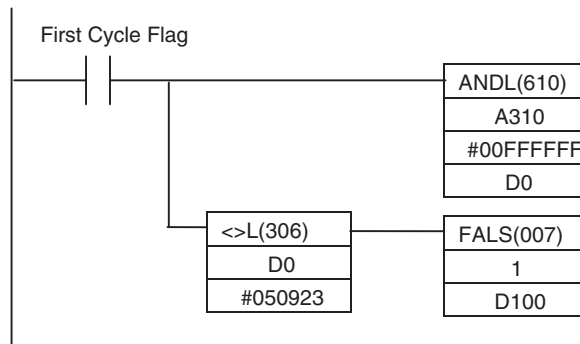 First Cycle Flag
ANDL(610)
A310
#00FFFFFF
D0
<>L(306)
D0
#050923
FALS(007)
1
D100